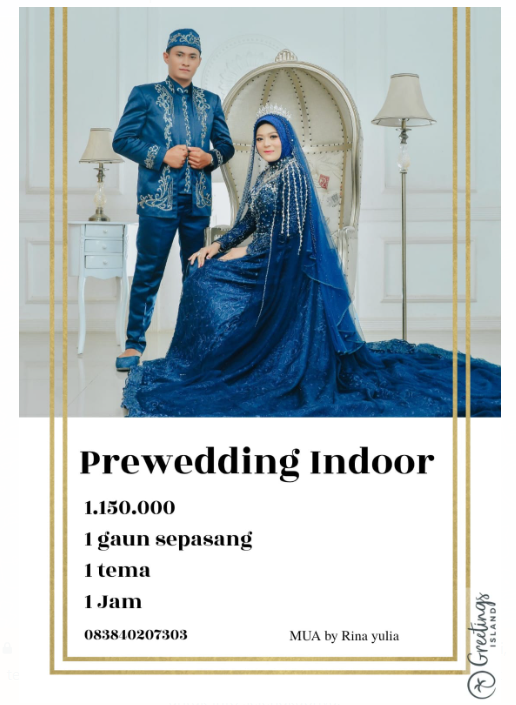 Prewedding Indoor
1.150.000
1 gaun sepasang
1 tema
1 Jam
083840207303
MUA by Rina yulia
Greetings
ISLAND